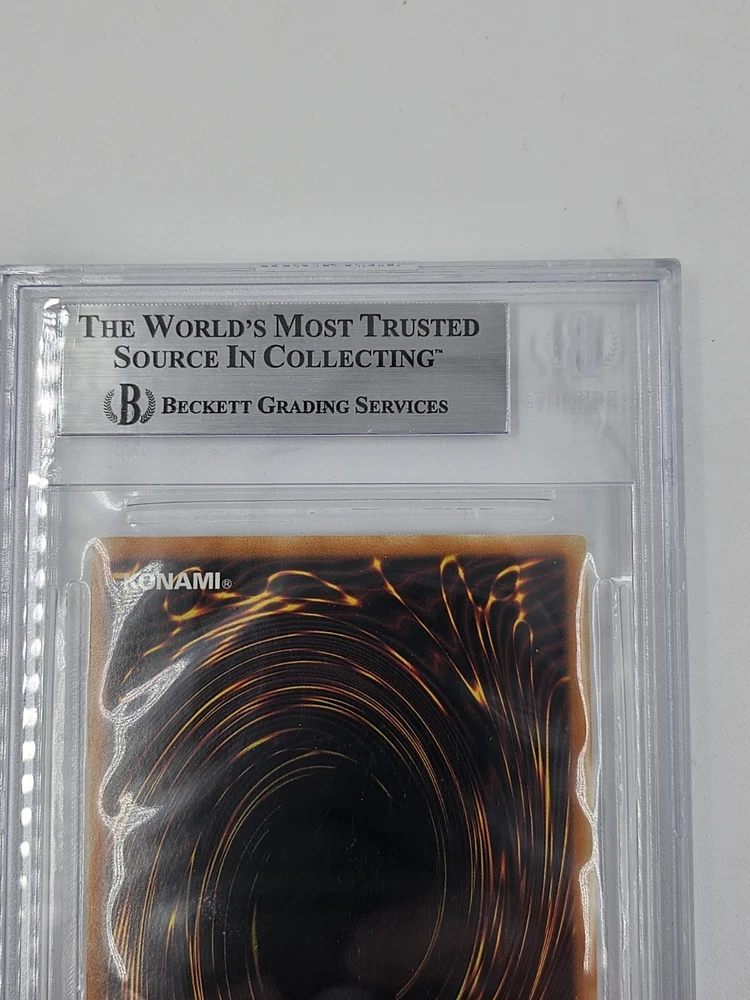 THE WORLD'S MOST TRUSTED
SOURCE IN COLLECTING™
B BECKETT GRADING SERVICES
KONAMI®